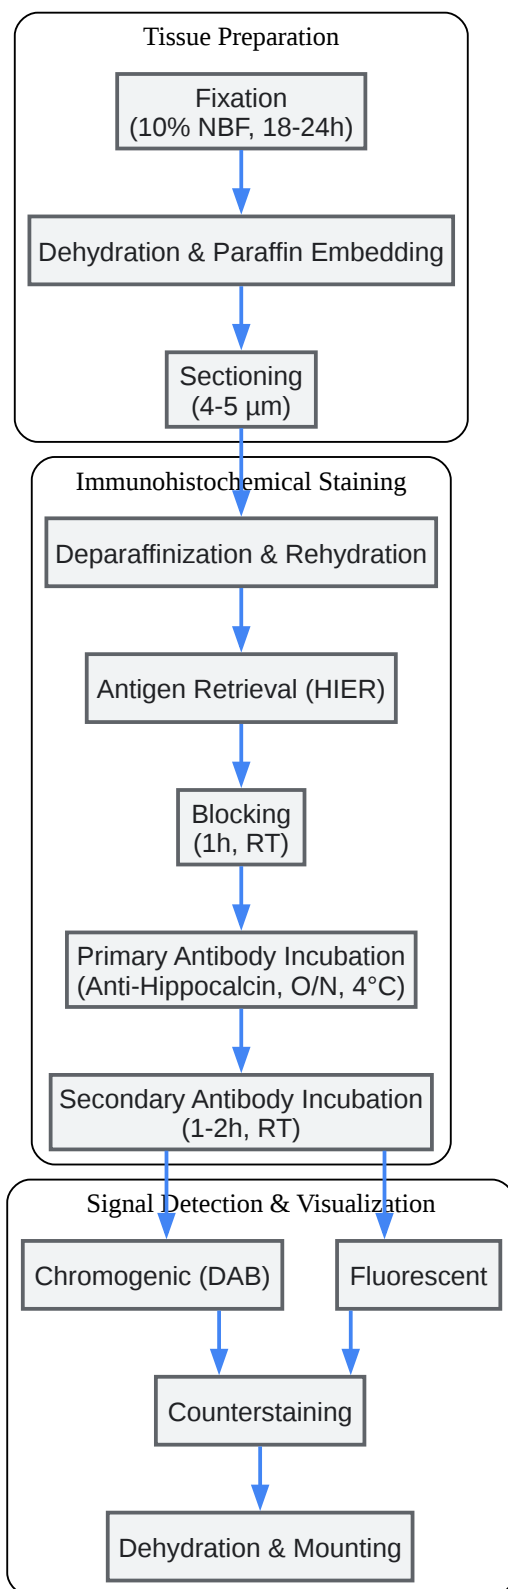 Tissue Preparation
Fixation
(10% NBF, 18-24h)
Dehydration & Paraffin Embedding
Sectioning
(4-5 µm)
Immunohistochemical Staining
Deparaffinization & Rehydration
Antigen Retrieval (HIER)
Blocking
(1h, RT)
Primary Antibody Incubation
(Anti-Hippocalcin, O/N, 4°C)
Secondary Antibody Incubation
(1-2h, RT)
Signal Detection & Visualization
Chromogenic (DAB)
Fluorescent
Counterstaining
Dehydration & Mounting